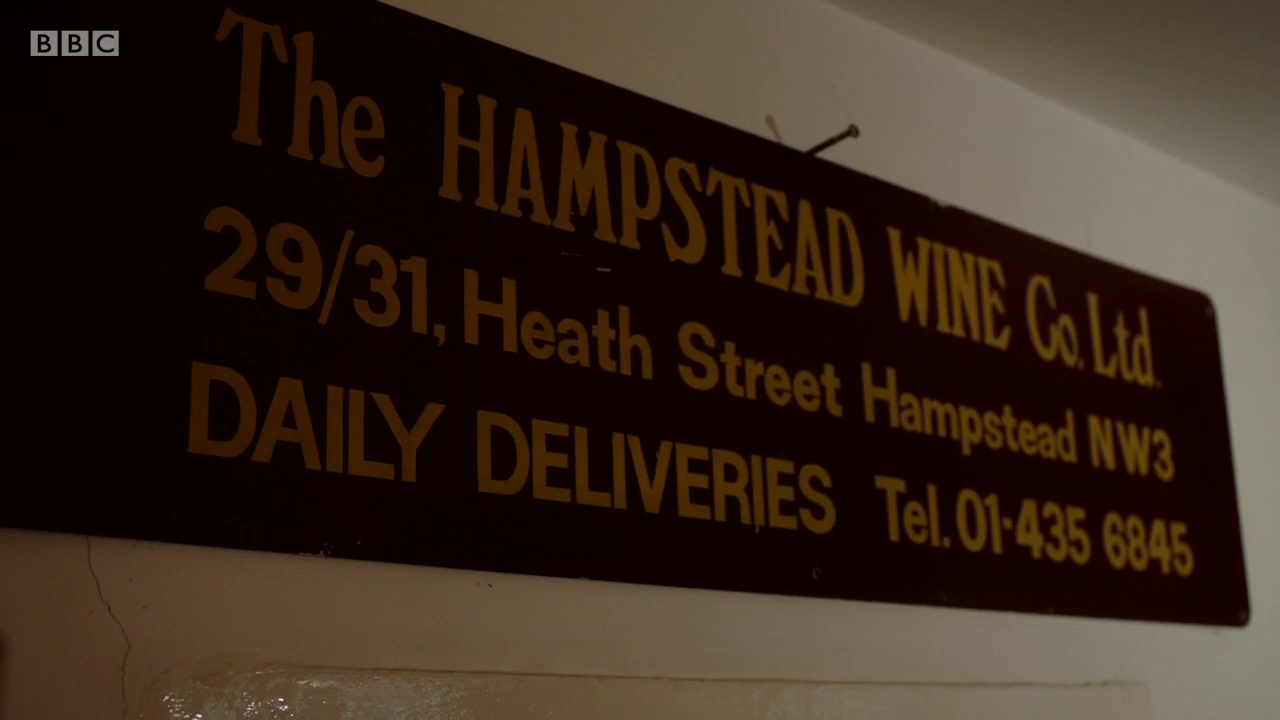 BBC
The HAMPSTEAD WINE Co. Ltd.
29/31, Heath Street Hampstead NW3
DAILY DELIVERIES Tel. 01-435 6845